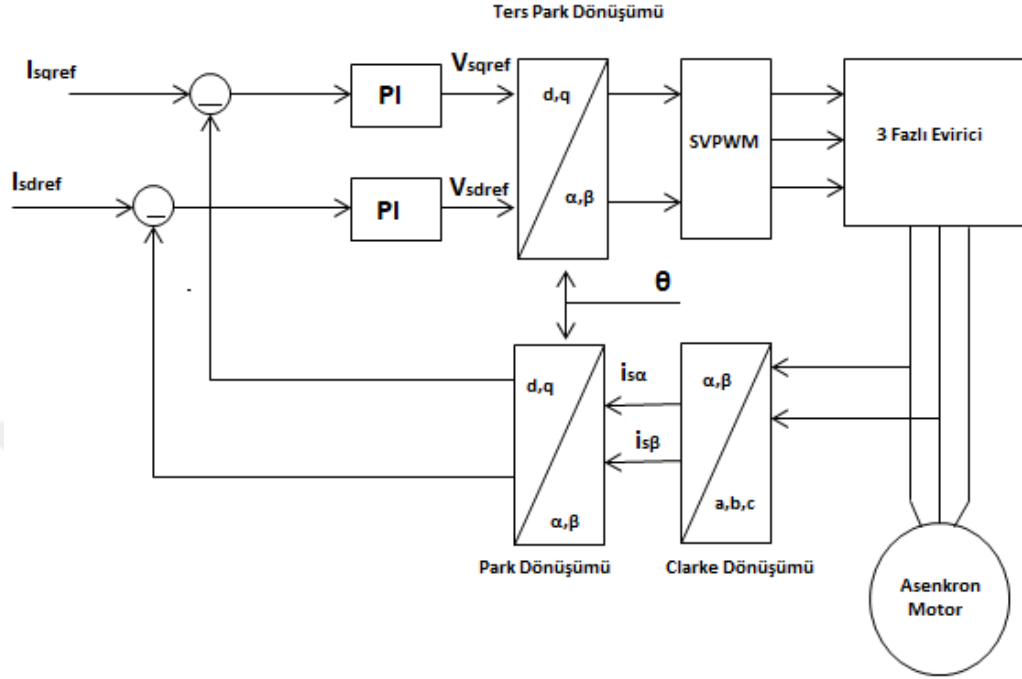 Ters Park Dönüşümü
Isqref
PI
Vsqref
d,q
α,β
SVPWM
3 Fazlı Evirici
Isdref
PI
Vsdref
θ
d,q
α,β
isα
isβ
α,β
a,b,c
Park Dönüşümü
Clarke Dönüşümü
Asenkron
Motor